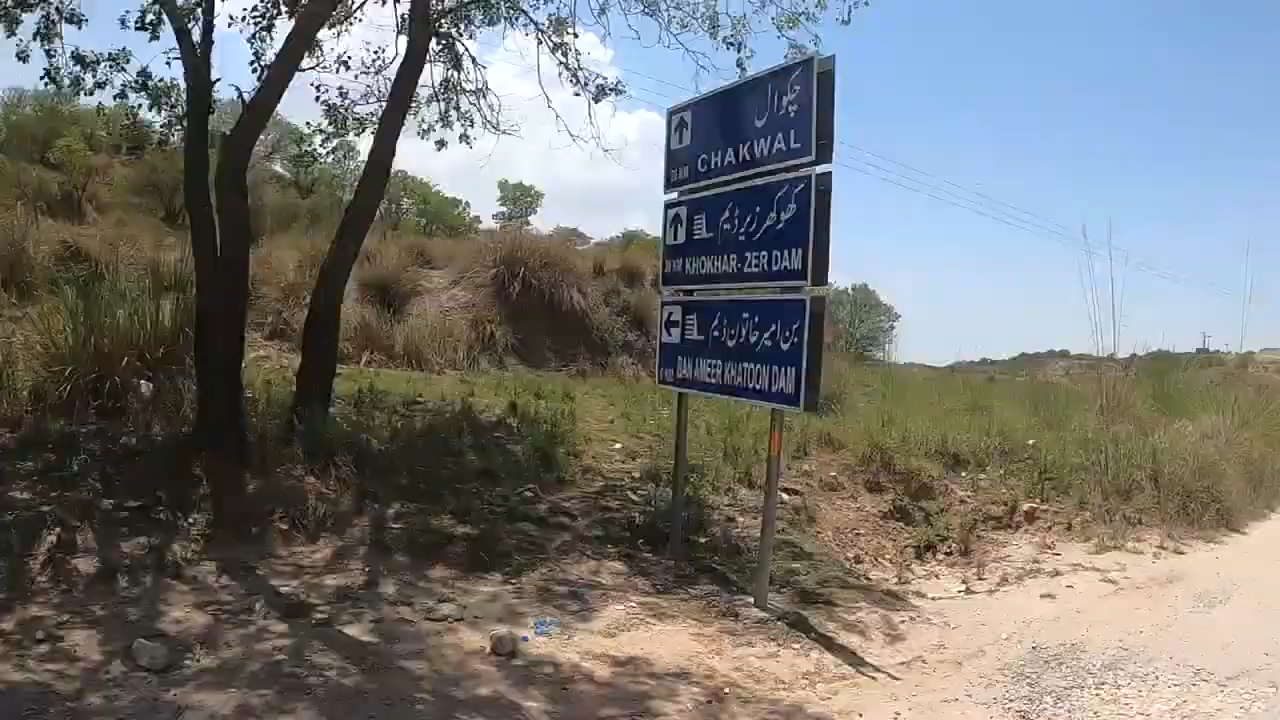 چکوال
CHAKWAL
کھوکھر زیر ڈیم
KHOKHAR-ZER DAM
بن امیر خاتون ڈیم
BAN AMEER KHATOON DAM